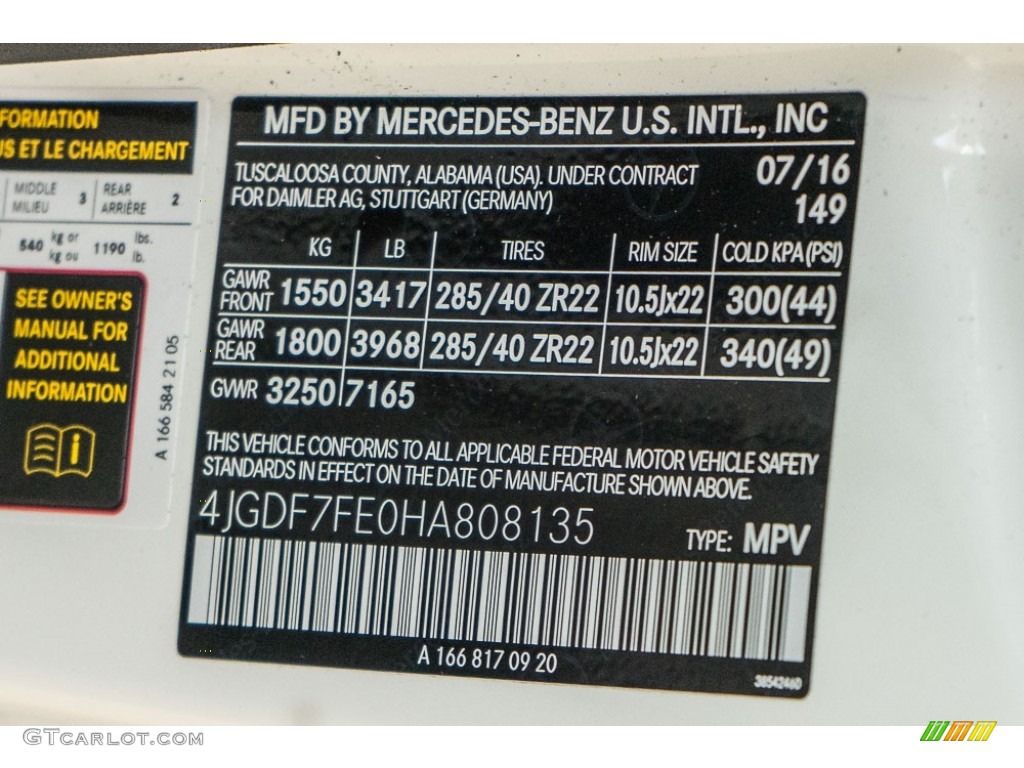 FORMATION
US ET LE CHARGEMENT
MIDDLE MILIEU 3 REAR ARRIÈRE 2
540 kg or kg ou 1190 lbs. lb.
SEE OWNER'S
MANUAL FOR
ADDITIONAL
INFORMATION
A 166 584 21 05
MFD BY MERCEDES-BENZ U.S. INTL., INC
TUSCALOOSA COUNTY, ALABAMA (USA). UNDER CONTRACT 07/16
FOR DAIMLER AG, STUTTGART (GERMANY) 149
KG LB TIRES RIM SIZE COLD KPA(PSI)
GAWR FRONT 1550 3417 285/40 ZR22 10.5Jx22 300(44)
GAWR REAR 1800 3968 285/40 ZR22 10.5Jx22 340(49)
GVWR 3250 7165
THIS VEHICLE CONFORMS TO ALL APPLICABLE FEDERAL MOTOR VEHICLE SAFETY
STANDARDS IN EFFECT ON THE DATE OF MANUFACTURE SHOWN ABOVE.
4JGDF7FE0HA808135 TYPE: MPV
A 166 817 09 20
38542460
GTCARLOT.COM